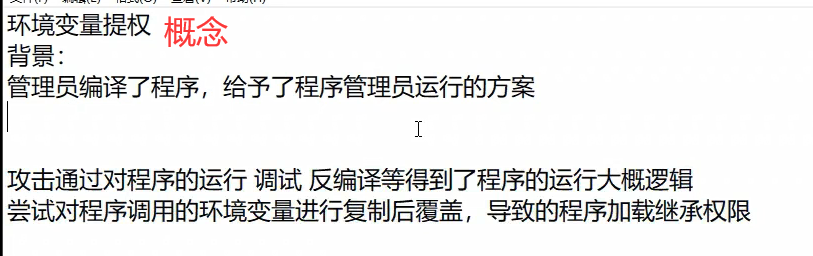 环境变量提权 概念
背景：
管理员编译了程序，给予了程序管理员运行的方案
攻击通过对程序的运行 调试 反编译等得到了程序的运行大概逻辑
尝试对程序调用的环境变量进行复制后覆盖，导致的程序加载继承权限